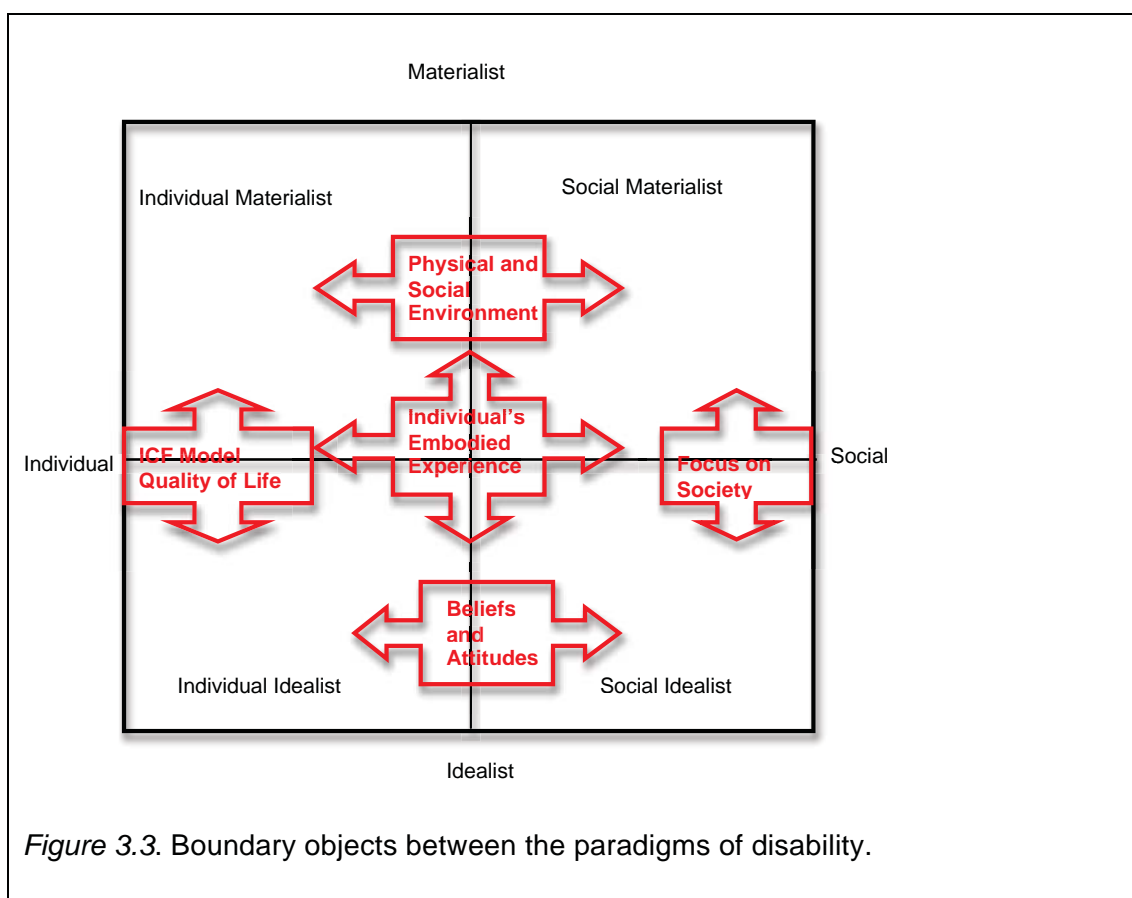 Materialist
Individual Materialist
Social Materialist
Physical and
Social
Environment
Individual
ICF Model
Quality of Life
Individual's
Embodied
Experience
Focus on
Society
Social
Beliefs
and
Attitudes
Individual Idealist
Social Idealist
Idealist
Figure 3.3. Boundary objects between the paradigms of disability.